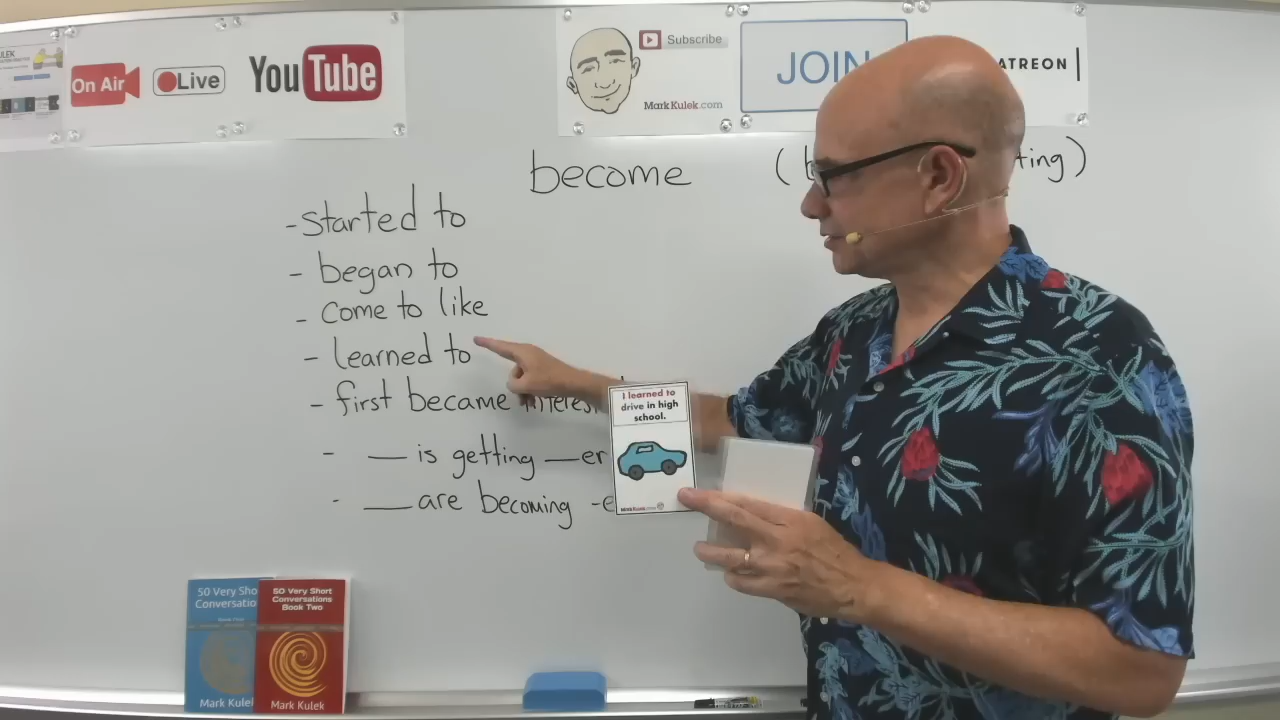 On Air
Live
YouTube
Subscribe
MarkKulek.com
JOIN
ATREON
become
ting)
- started to
- began to
- come to like
- learned to
- first became
- __ is getting __er
- __ are becoming -e
I learned to
drive in high
school.
50 Very Sho
Conversatio
Mark Kulek
50 Very Short
Conversations
Book Two
Mark Kulek